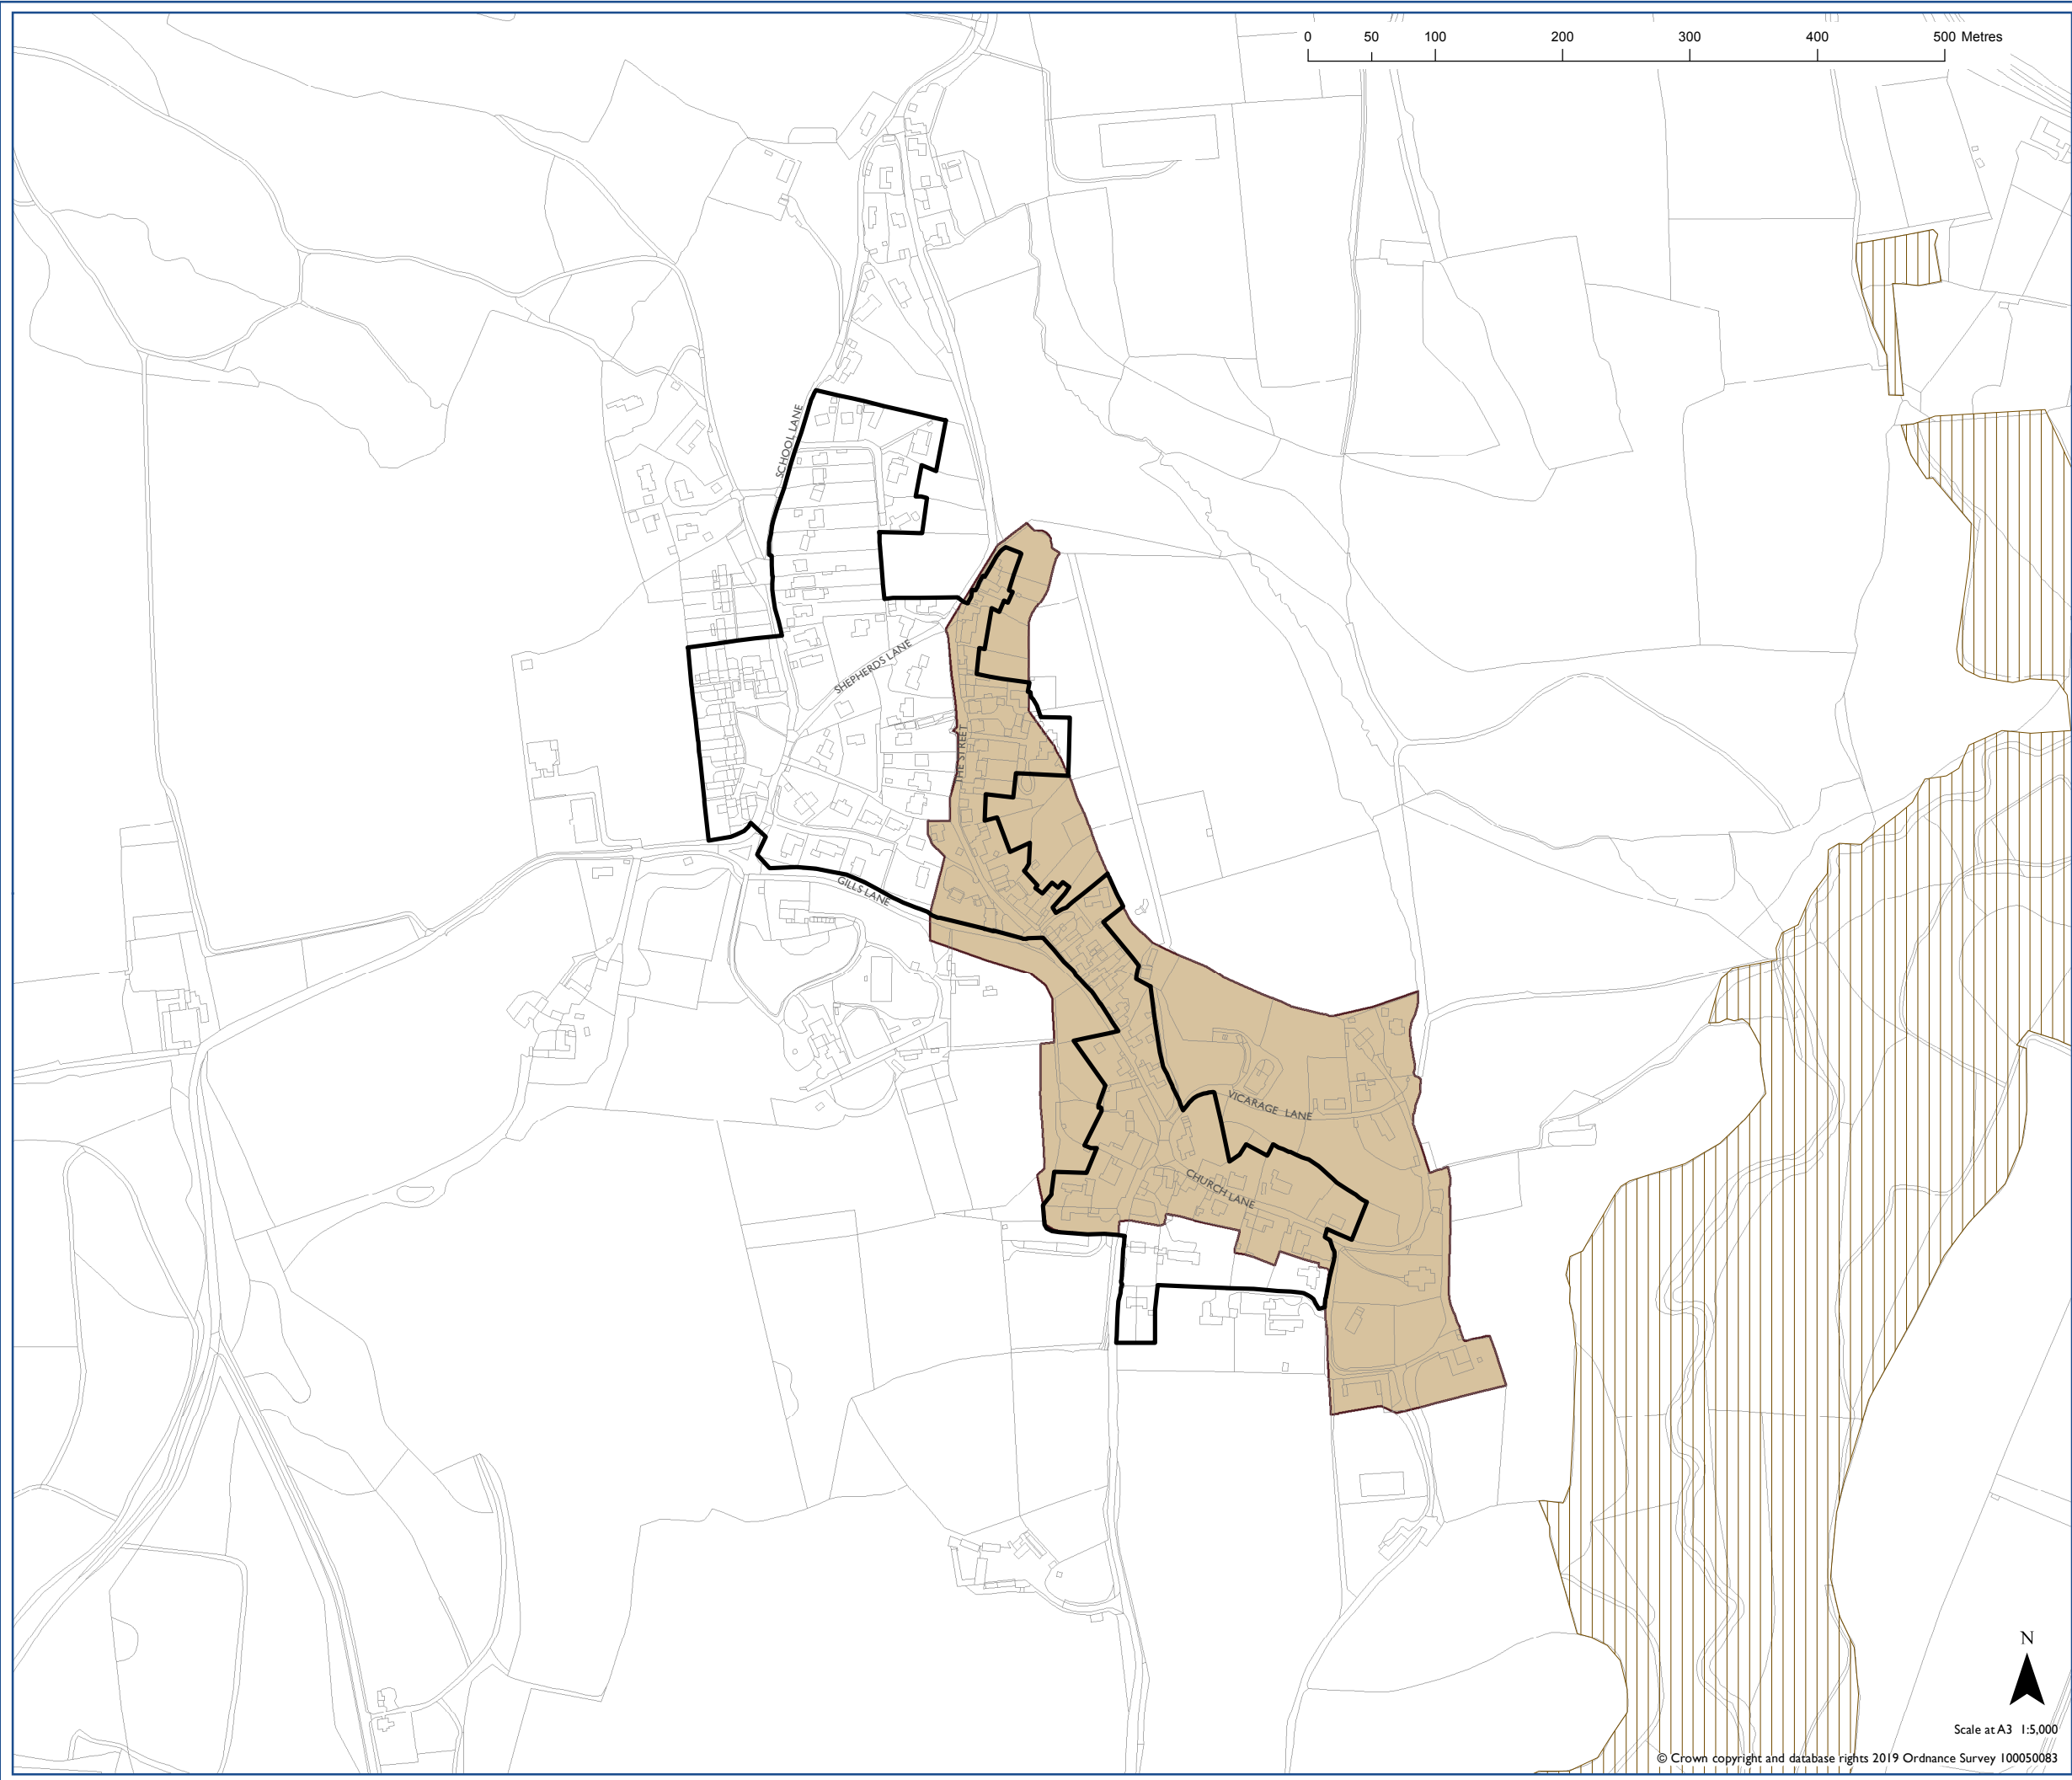 0 50 100 200 300 400 500 Metres
SCHOOL LANE
SHEPHERDS LANE
THE STREET
GILLS LANE
VICARAGE LANE
CHURCH LANE
N
Scale at A3 1:5,000
© Crown copyright and database rights 2019 Ordnance Survey 100050083